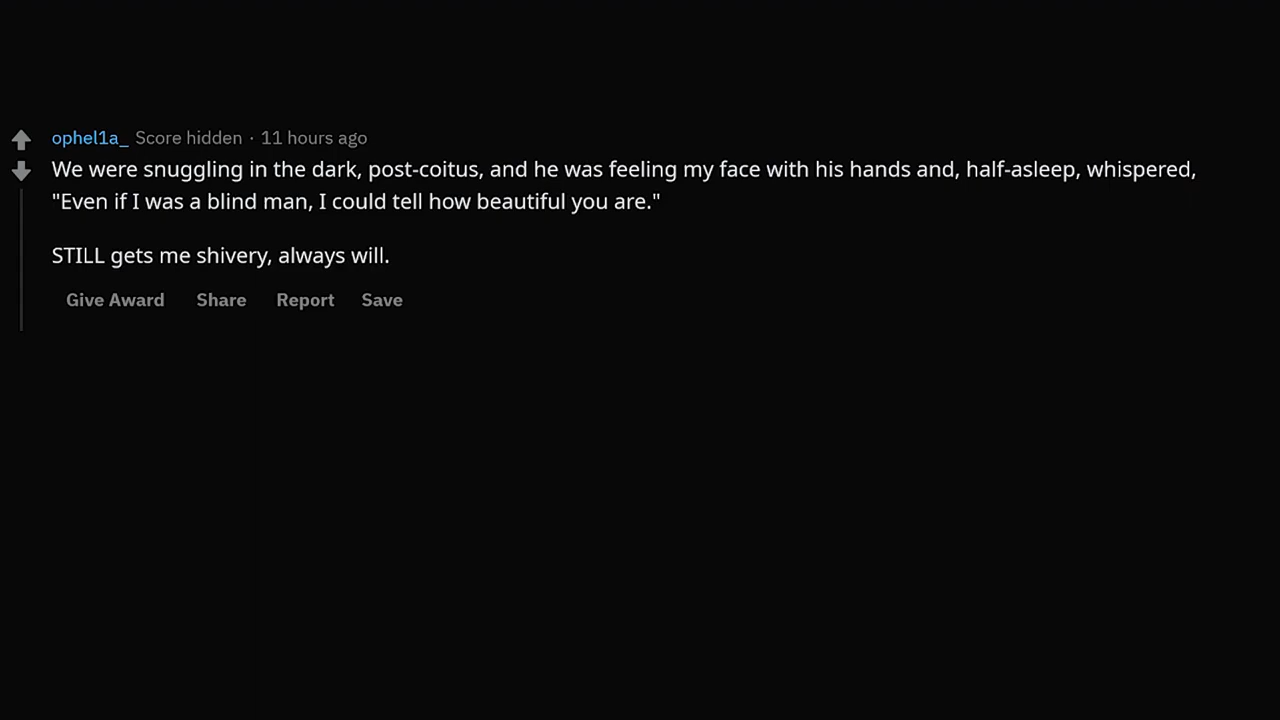 ophel1a_ Score hidden · 11 hours ago
We were snuggling in the dark, post-coitus, and he was feeling my face with his hands and, half-asleep, whispered,
"Even if I was a blind man, I could tell how beautiful you are."
STILL gets me shivery, always will.
Give Award Share Report Save